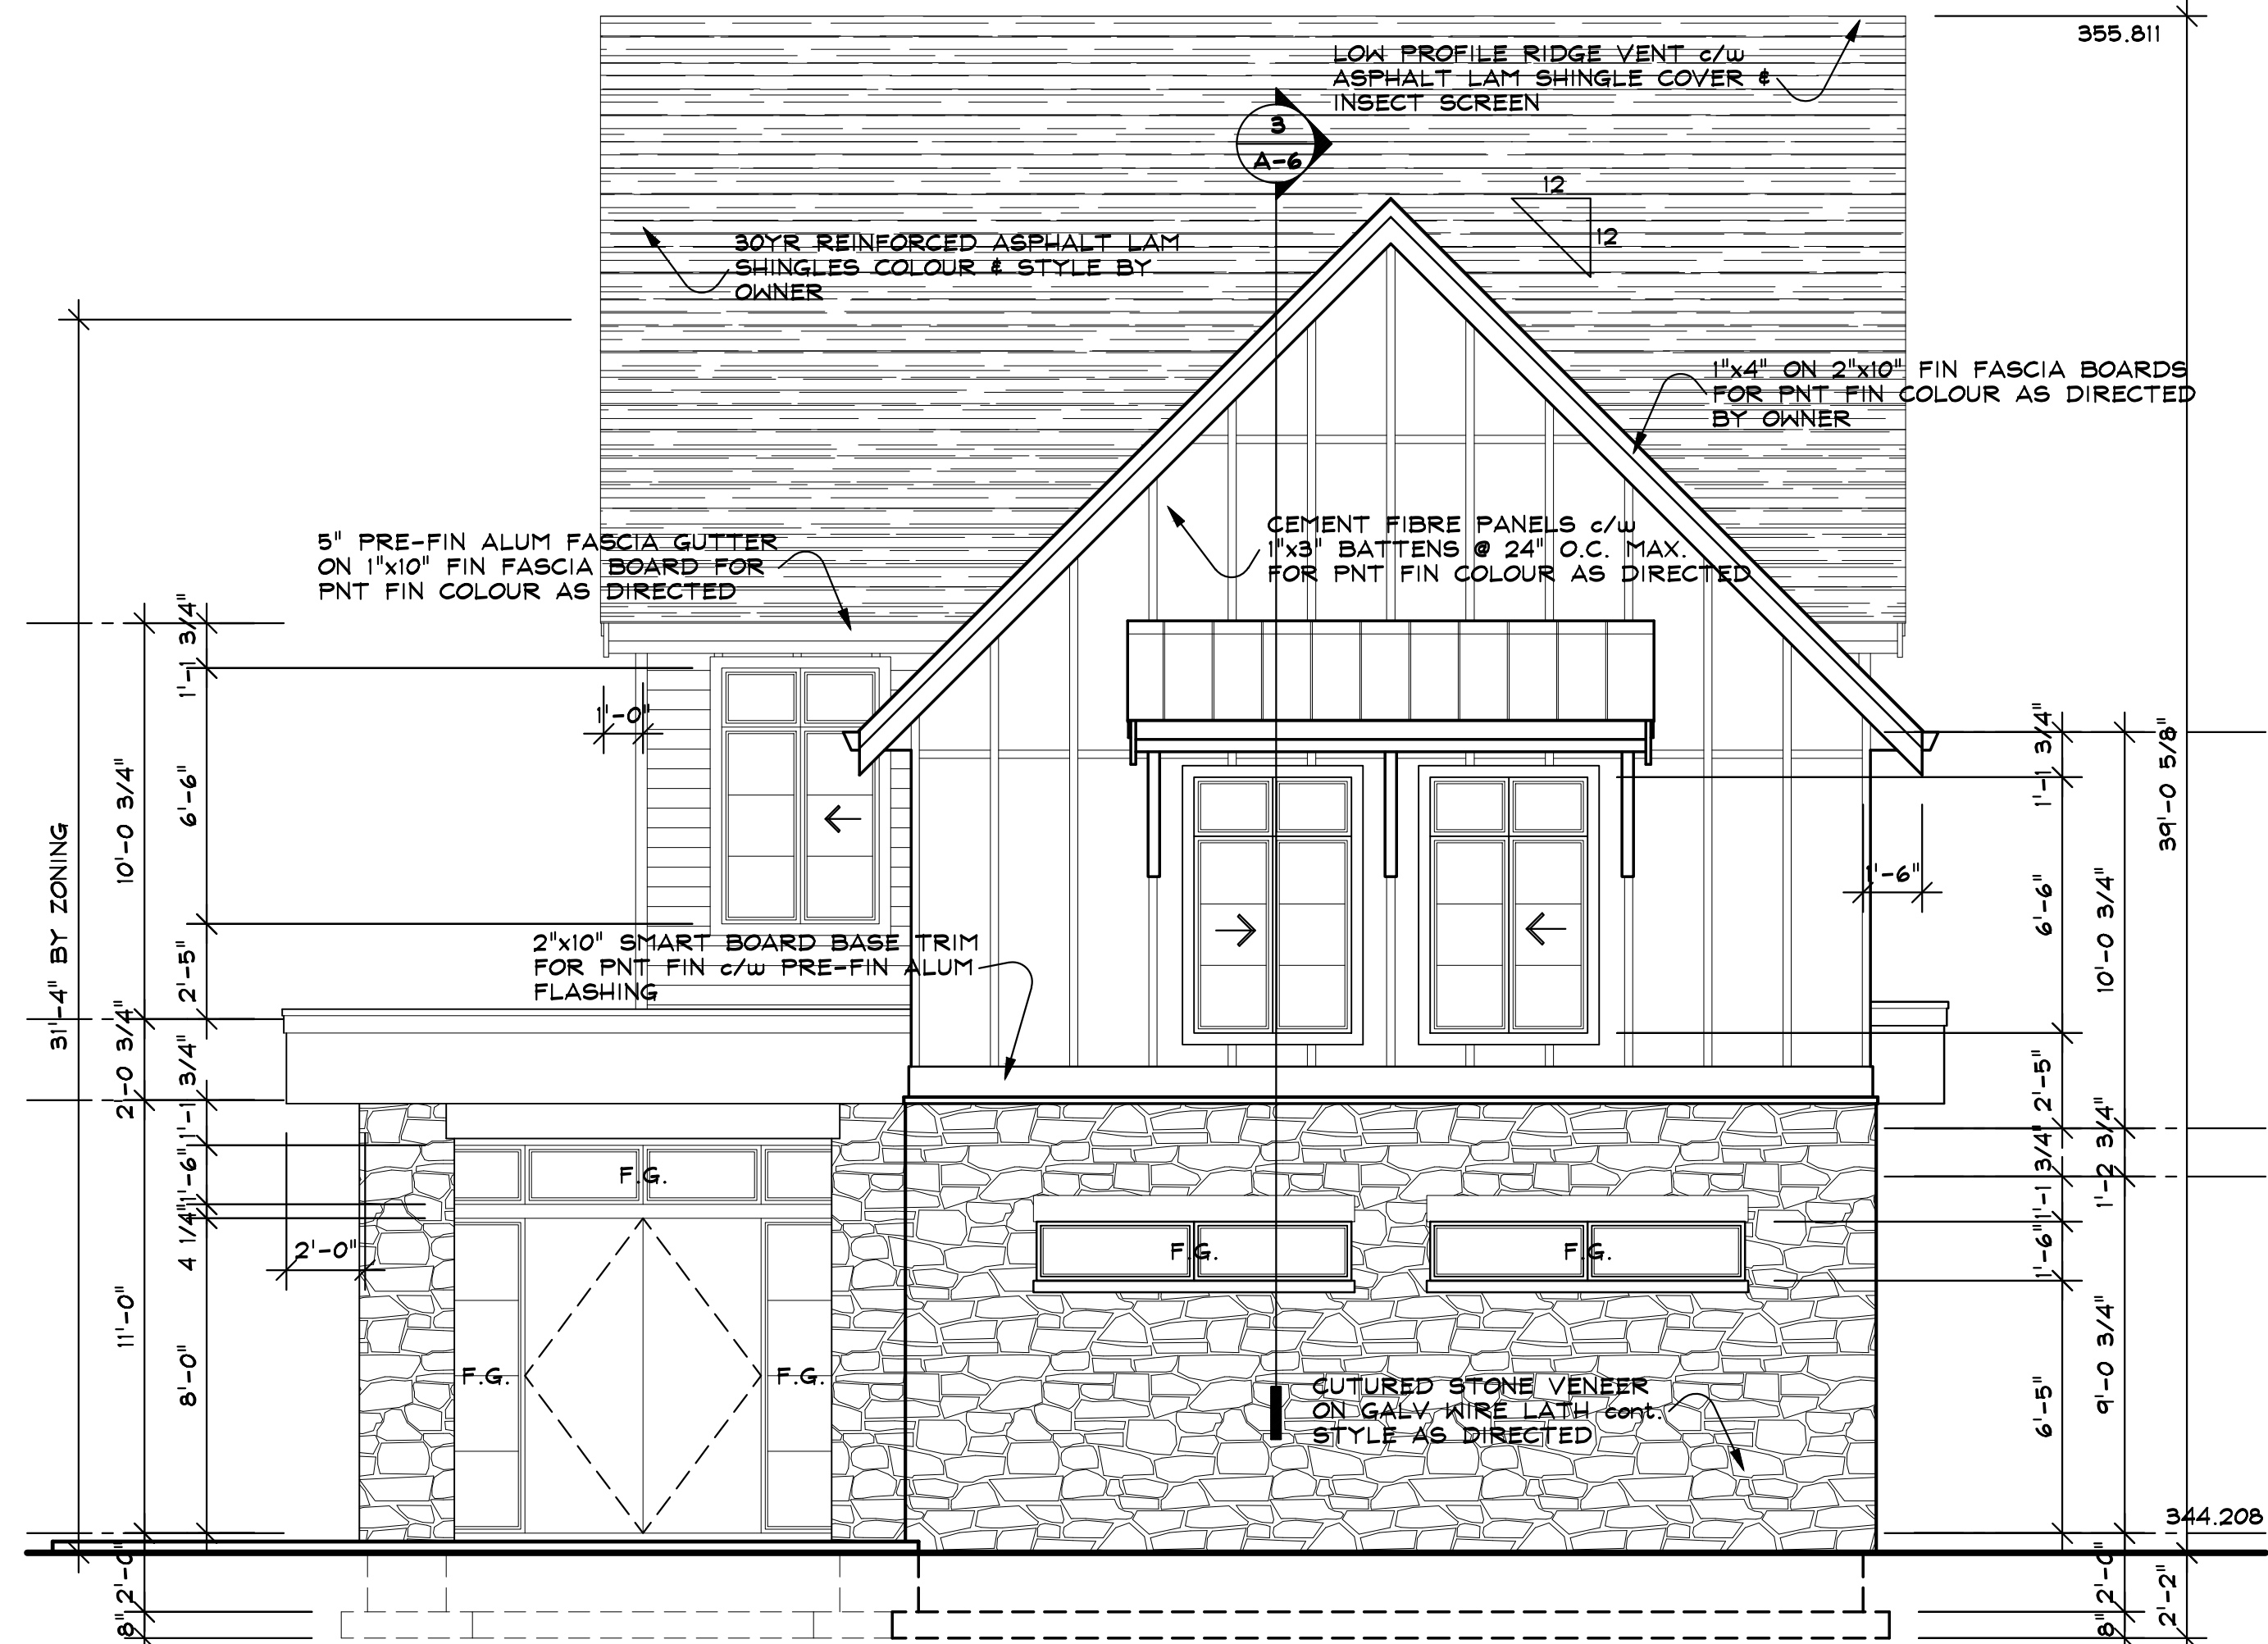 355.811
LOW PROFILE RIDGE VENT c/w
ASPHALT LAM SHINGLE COVER &
INSECT SCREEN
3
A-6
12
12
30YR REINFORCED ASPHALT LAM
SHINGLES COLOUR & STYLE BY
OWNER
1"x4" ON 2"x10" FIN FASCIA BOARDS
FOR PNT FIN COLOUR AS DIRECTED
BY OWNER
CEMENT FIBRE PANELS c/w
1"x3" BATTENS @ 24" O.C. MAX.
FOR PNT FIN COLOUR AS DIRECTED
5" PRE-FIN ALUM FASCIA GUTTER
ON 1"x10" FIN FASCIA BOARD FOR
PNT FIN COLOUR AS DIRECTED
2"x10" SMART BOARD BASE TRIM
FOR PNT FIN c/w PRE-FIN ALUM
FLASHING
31'-4" BY ZONING
10'-0 3/4"
2'-0 3/4"
11'-0"
2'-0"
8"
1'-1 3/4"
6'-6"
2'-5"
1'-1 3/4"
1'-6"
4 1/4"
8'-0"
1'-0"
2'-0"
F.G.
F.G.
F.G.
F.G.
F.G.
CUTURED STONE VENEER
ON GALV WIRE LATH cont.
STYLE AS DIRECTED
1'-6"
1'-1 3/4"
6'-6"
2'-5"
1'-1 3/4"
1'-6"
6'-5"
10'-0 3/4"
1'-2 3/4"
9'-0 3/4"
2'-0"
8"
39'-0 5/8"
344.208
2'-2"